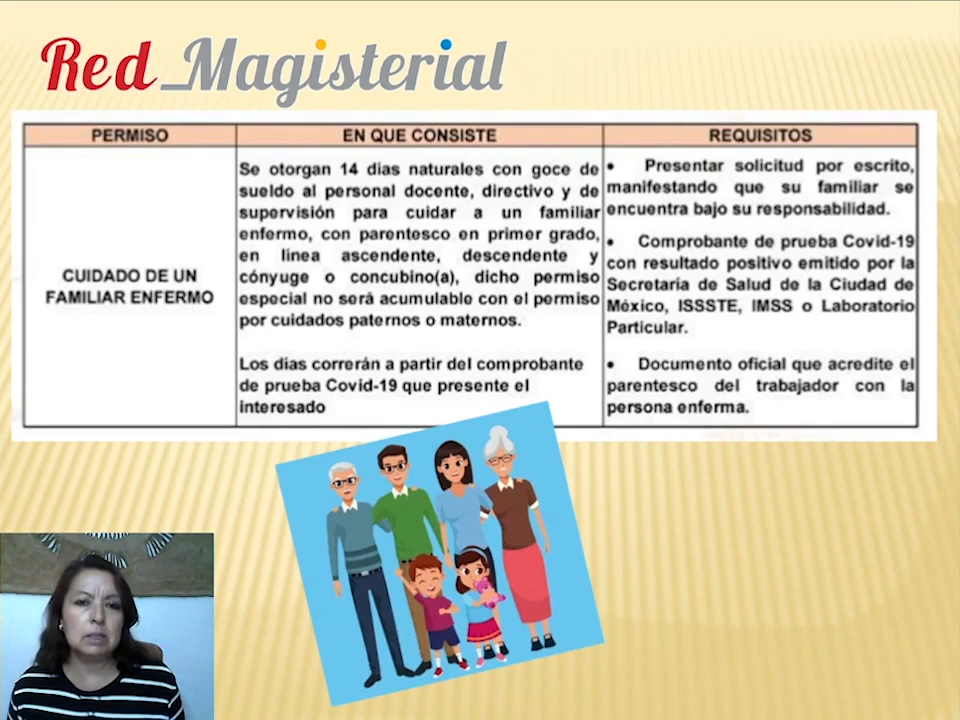 Red_Magisterial
PERMISO
EN QUE CONSISTE
REQUISITOS
CUIDADO DE UN
FAMILIAR ENFERMO
Se otorgan 14 dias naturales con goce de
sueldo al personal docente, directivo y de
supervisión para cuidar a un familiar
enfermo, con parentesco en primer grado,
en línea ascendente, descendente y
cónyuge o concubino(a), dicho permiso
especial no será acumulable con el permiso
por cuidados paternos o maternos.
Los días correrán a partir del comprobante
de prueba Covid-19 que presente el
interesado
• Presentar solicitud por escrito,
manifestando que su familiar se
encuentra bajo su responsabilidad.
• Comprobante de prueba Covid-19
con resultado positivo emitido por la
Secretaría de Salud de la Ciudad de
México, ISSSTE, IMSS o Laboratorio
Particular.
• Documento oficial que acredite el
parentesco del trabajador con la
persona enferma.